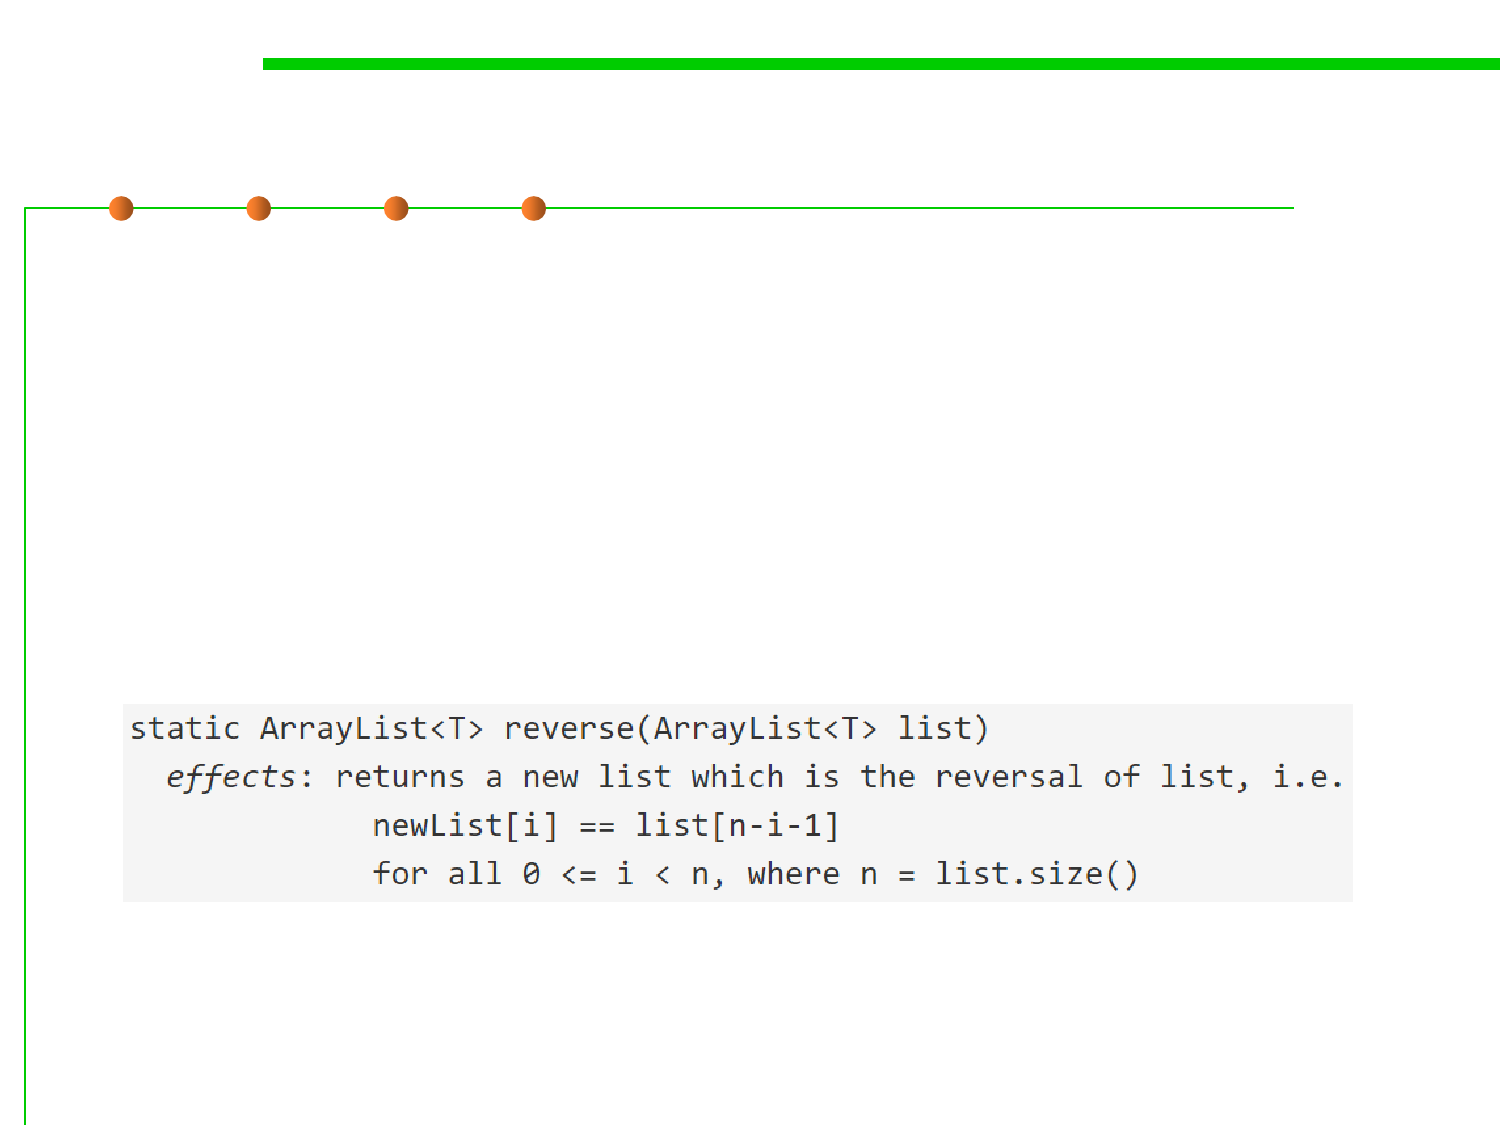 static ArrayList<T> reverse(ArrayList<T> list)
effects: returns a new list which is the reversal of list, i.e.
newList[i] == list[n-i-1]
for all 0 <= i < n, where n = list.size()